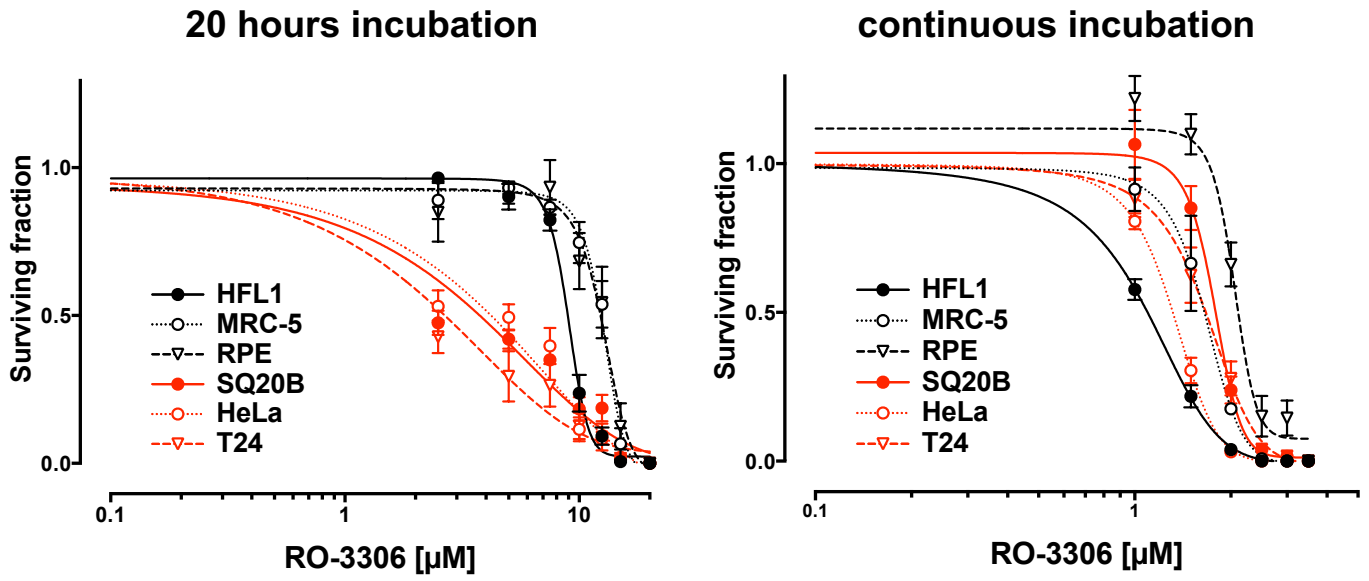 20 hours incubation
Surviving fraction
1.0
0.5
0.0
HFL1
MRC-5
RPE
SQ20B
HeLa
T24
0.1
1
10
RO-3306 [µM]
continuous incubation
Surviving fraction
1.0
0.5
0.0
HFL1
MRC-5
RPE
SQ20B
HeLa
T24
0.1
1
RO-3306 [µM]